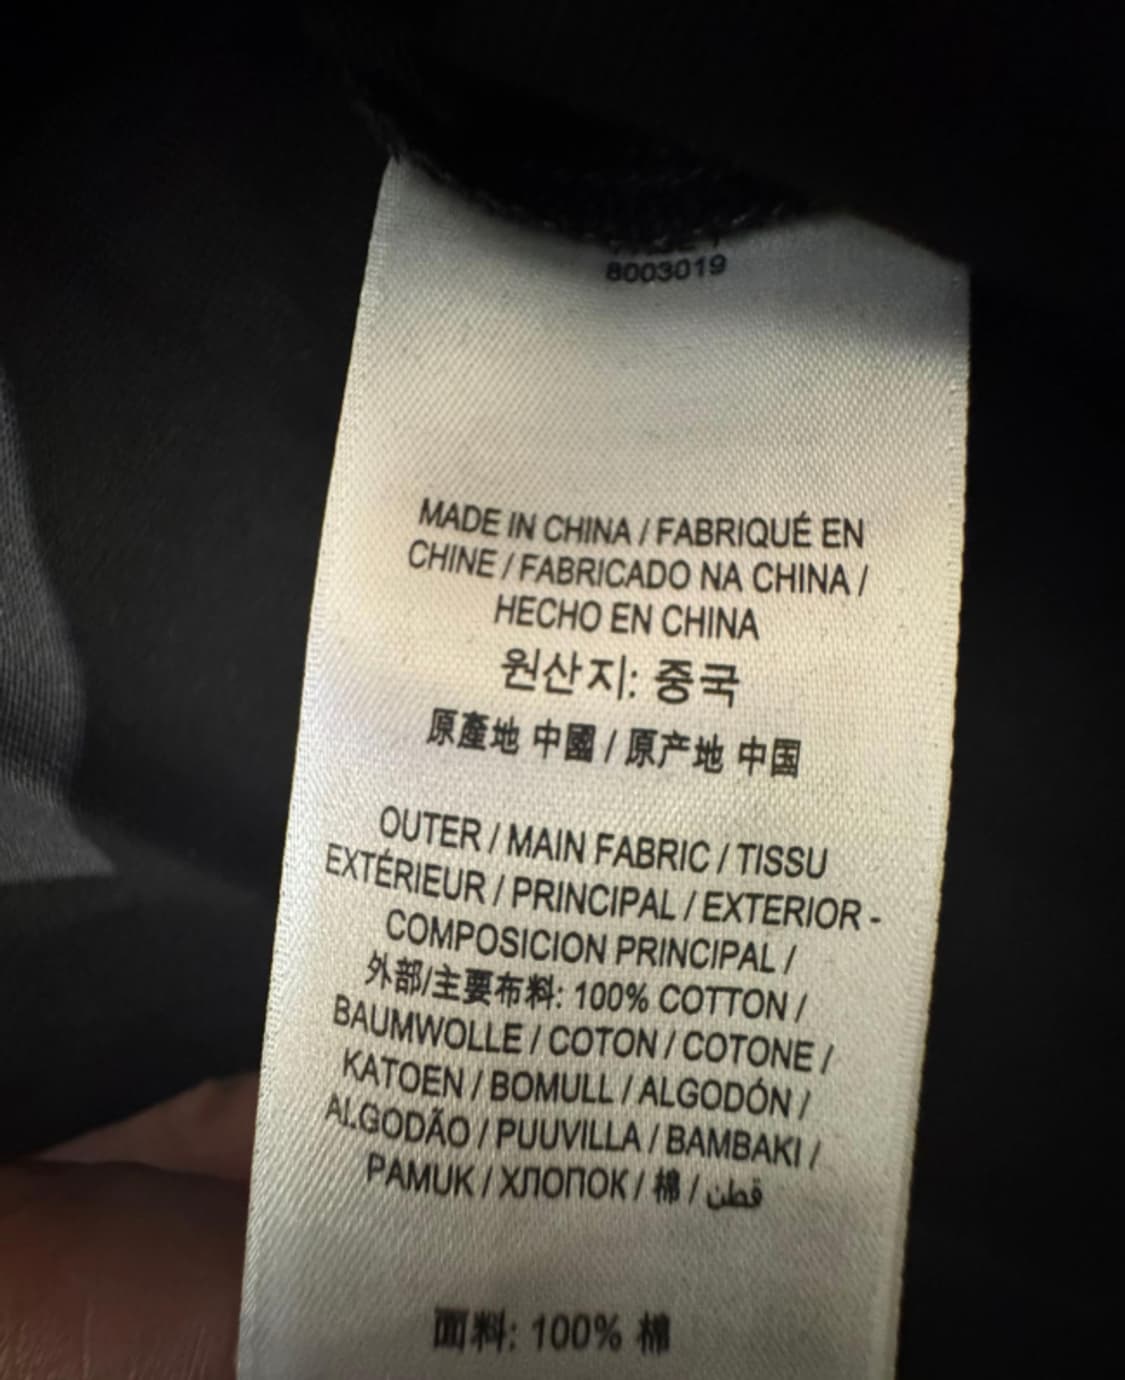 8003019
MADE IN CHINA / FABRIQUÉ EN
CHINE / FABRICADO NA CHINA /
HECHO EN CHINA
원산지: 중국
原產地 中國 / 原产地 中国
OUTER / MAIN FABRIC / TISSU
EXTÉRIEUR / PRINCIPAL / EXTERIOR -
COMPOSICION PRINCIPAL /
外部/主要布料: 100% COTTON /
BAUMWOLLE / COTON / COTONE /
KATOEN / BOMULL / ALGODÓN /
ALGODÃO / PUUVILLA / BAMBAKI /
PAMUK / ХЛОПОК / 棉 / قطن
面料: 100% 棉